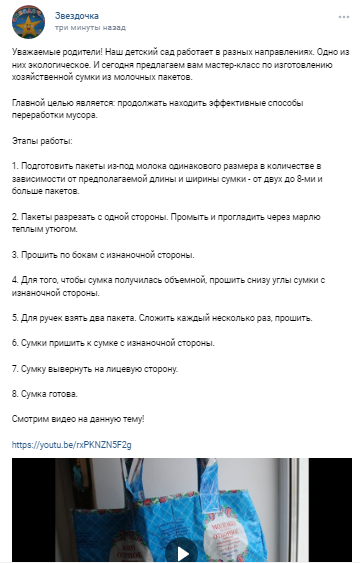 Звездочка
три минуты назад
Уважаемые родители! Наш детский сад работает в разных направлениях. Одно из
них экологическое. И сегодня предлагаем вам мастер-класс по изготовлению
хозяйственной сумки из молочных пакетов.
Главной целью является: продолжать находить эффективные способы
переработки мусора.
Этапы работы:
1. Подготовить пакеты из-под молока одинакового размера в количестве в
зависимости от предполагаемой длины и ширины сумки - от двух до 8-ми и
больше пакетов.
2. Пакеты разрезать с одной стороны. Промыть и прогладить через марлю
теплым утюгом.
3. Прошить по бокам с изнаночной стороны.
4. Для того, чтобы сумка получилась объемной, прошить снизу углы сумки с
изнаночной стороны.
5. Для ручек взять два пакета. Сложить каждый несколько раз, прошить.
6. Сумки пришить к сумке с изнаночной стороны.
7. Сумку вывернуть на лицевую сторону.
8. Сумка готова.
Смотрим видео на данную тему!
https://youtu.be/rxPKNZN5F2g